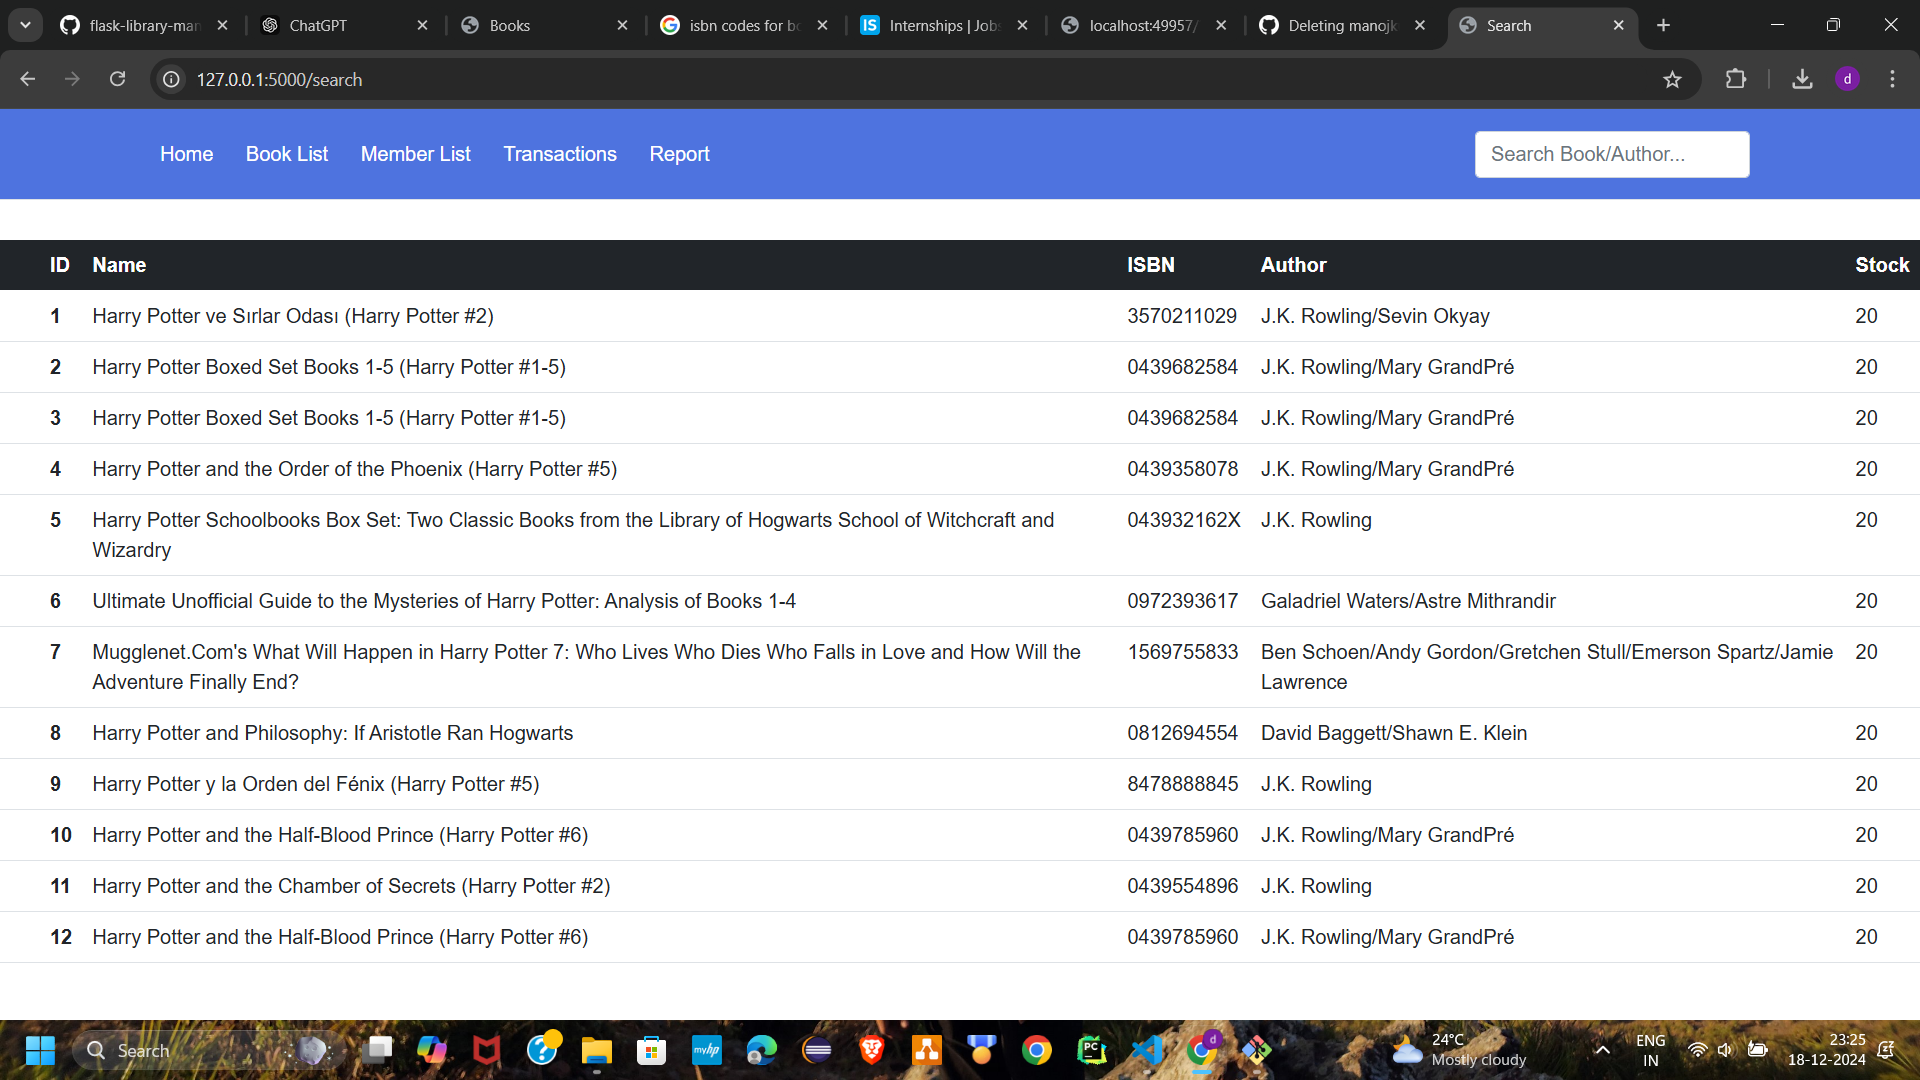 flask-library-man
ChatGPT
Books
isbn codes for bo
Internships | Jobs
localhost:49957/
Deleting manojk
Search
127.0.0.1:5000/search
d
Home Book List Member List Transactions Report Search Book/Author...
ID Name ISBN Author Stock
1 Harry Potter ve Sırlar Odası (Harry Potter #2) 3570211029 J.K. Rowling/Sevin Okyay 20
2 Harry Potter Boxed Set Books 1-5 (Harry Potter #1-5) 0439682584 J.K. Rowling/Mary GrandPré 20
3 Harry Potter Boxed Set Books 1-5 (Harry Potter #1-5) 0439682584 J.K. Rowling/Mary GrandPré 20
4 Harry Potter and the Order of the Phoenix (Harry Potter #5) 0439358078 J.K. Rowling/Mary GrandPré 20
5 Harry Potter Schoolbooks Box Set: Two Classic Books from the Library of Hogwarts School of Witchcraft and 043932162X J.K. Rowling 20
Wizardry
6 Ultimate Unofficial Guide to the Mysteries of Harry Potter: Analysis of Books 1-4 0972393617 Galadriel Waters/Astre Mithrandir 20
7 Mugglenet.Com's What Will Happen in Harry Potter 7: Who Lives Who Dies Who Falls in Love and How Will the 1569755833 Ben Schoen/Andy Gordon/Gretchen Stull/Emerson Spartz/Jamie 20
Adventure Finally End? Lawrence
8 Harry Potter and Philosophy: If Aristotle Ran Hogwarts 0812694554 David Baggett/Shawn E. Klein 20
9 Harry Potter y la Orden del Fénix (Harry Potter #5) 8478888845 J.K. Rowling 20
10 Harry Potter and the Half-Blood Prince (Harry Potter #6) 0439785960 J.K. Rowling/Mary GrandPré 20
11 Harry Potter and the Chamber of Secrets (Harry Potter #2) 0439554896 J.K. Rowling 20
12 Harry Potter and the Half-Blood Prince (Harry Potter #6) 0439785960 J.K. Rowling/Mary GrandPré 20
Search
myhp
PC
d
24°C
Mostly cloudy
ENG
IN
23:25
18-12-2024